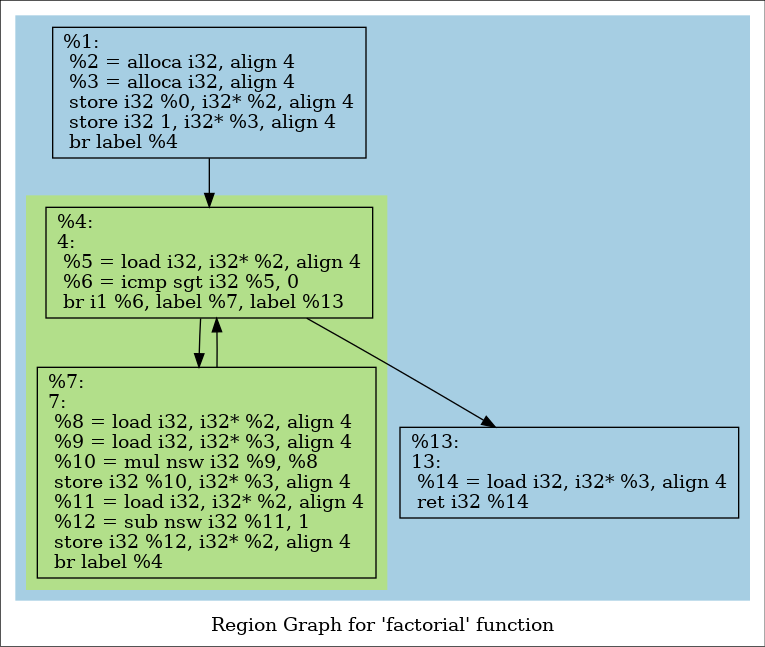 %1:
%2 = alloca i32, align 4
%3 = alloca i32, align 4
store i32 %0, i32* %2, align 4
store i32 1, i32* %3, align 4
br label %4
%4:
4:
%5 = load i32, i32* %2, align 4
%6 = icmp sgt i32 %5, 0
br i1 %6, label %7, label %13
%7:
7:
%8 = load i32, i32* %2, align 4
%9 = load i32, i32* %3, align 4
%10 = mul nsw i32 %9, %8
store i32 %10, i32* %3, align 4
%11 = load i32, i32* %2, align 4
%12 = sub nsw i32 %11, 1
store i32 %12, i32* %2, align 4
br label %4
%13:
13:
%14 = load i32, i32* %3, align 4
ret i32 %14
Region Graph for 'factorial' function